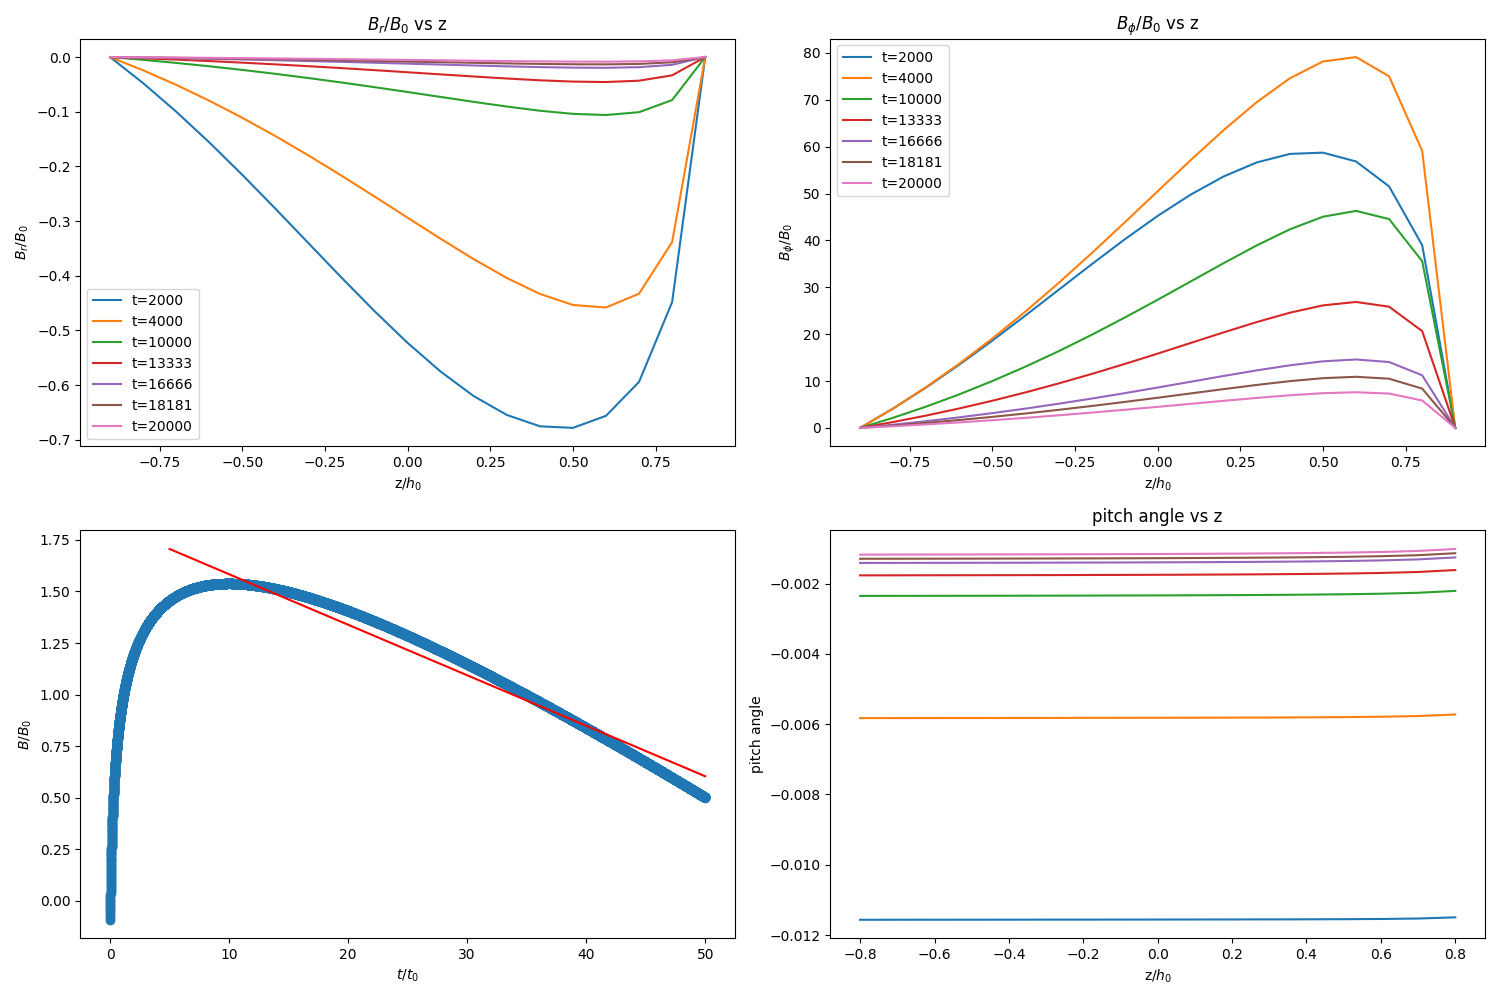 B_r/B_0 vs z
0.0
−0.1
−0.2
−0.3
−0.4
−0.5
−0.6
−0.7
B_r/B_0
t=2000
t=4000
t=10000
t=13333
t=16666
t=18181
t=20000
−0.75 −0.50 −0.25 0.00 0.25 0.50 0.75
z/h_0
B_ϕ/B_0 vs z
80
70
60
50
40
30
20
10
0
B_ϕ/B_0
t=2000
t=4000
t=10000
t=13333
t=16666
t=18181
t=20000
−0.75 −0.50 −0.25 0.00 0.25 0.50 0.75
z/h_0
1.75
1.50
1.25
1.00
0.75
0.50
0.25
0.00
B/B_0
0 10 20 30 40 50
t/t_0
pitch angle vs z
−0.002
−0.004
−0.006
−0.008
−0.010
−0.012
pitch angle
−0.8 −0.6 −0.4 −0.2 0.0 0.2 0.4 0.6 0.8
z/h_0